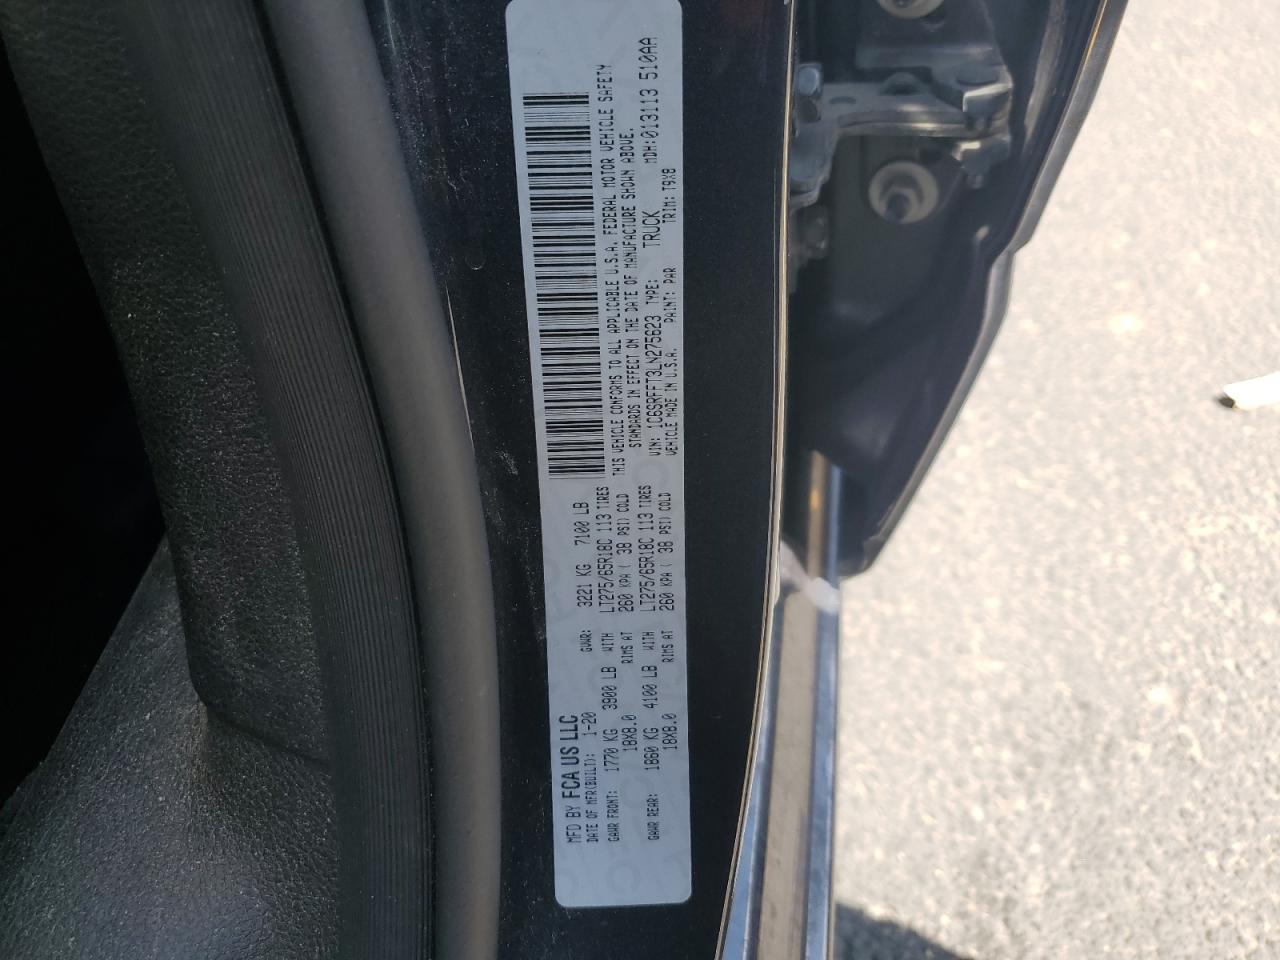 MFD BY FCA US LLC
DATE OF MFR(BUILT): 1-20 GVWR: 3221 KG 7100 LB
GAWR FRONT: 1770 KG 3900 LB WITH LT275/65R18C 113 TIRES
18X8.0 RIMS AT 260 KPA ( 38 PSI) COLD
GAWR REAR: 1860 KG 4100 LB WITH LT275/65R18C 113 TIRES
18X8.0 RIMS AT 260 KPA ( 38 PSI) COLD
THIS VEHICLE CONFORMS TO ALL APPLICABLE U.S.A. FEDERAL MOTOR VEHICLE SAFETY
STANDARDS IN EFFECT ON THE DATE OF MANUFACTURE SHOWN ABOVE.
VIN: 1C6SRFFT3LN275623 TYPE: TRUCK MDH:013113 510AA
VEHICLE MADE IN U.S.A. PAINT: PAR TRIM: T9X8